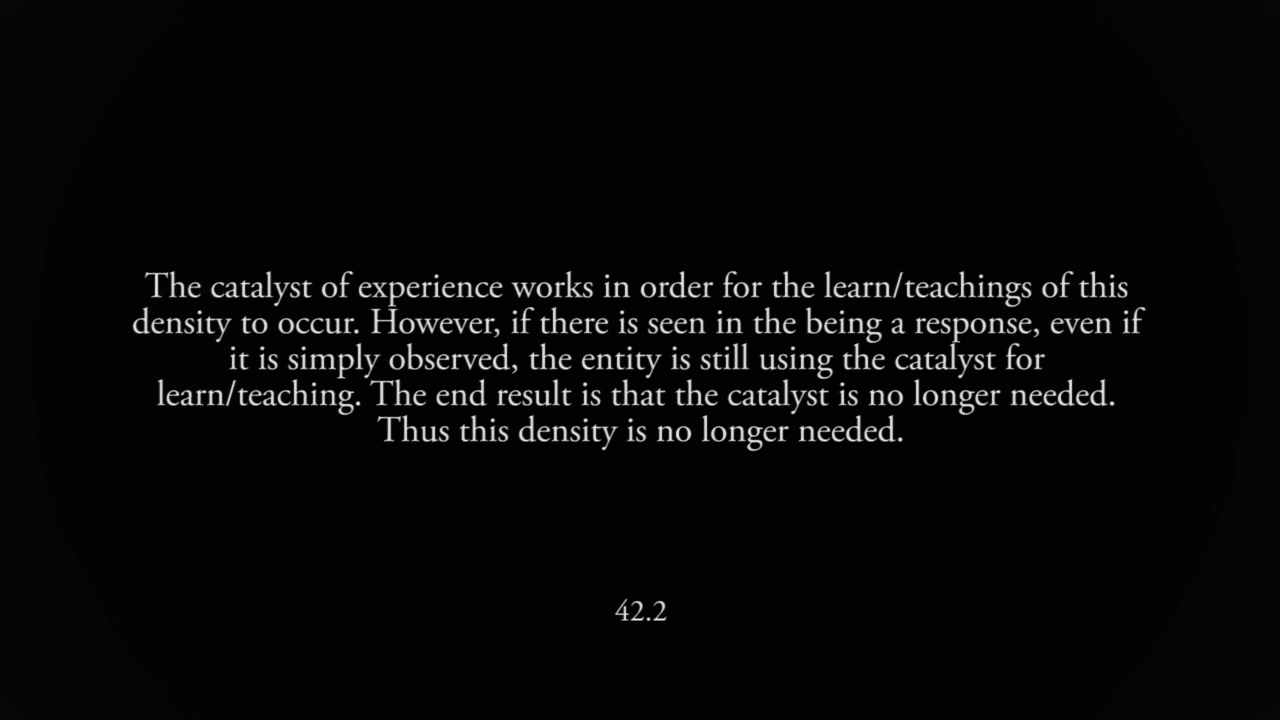 The catalyst of experience works in order for the learn/teachings of this
density to occur. However, if there is seen in the being a response, even if
it is simply observed, the entity is still using the catalyst for
learn/teaching. The end result is that the catalyst is no longer needed.
Thus this density is no longer needed.
42.2